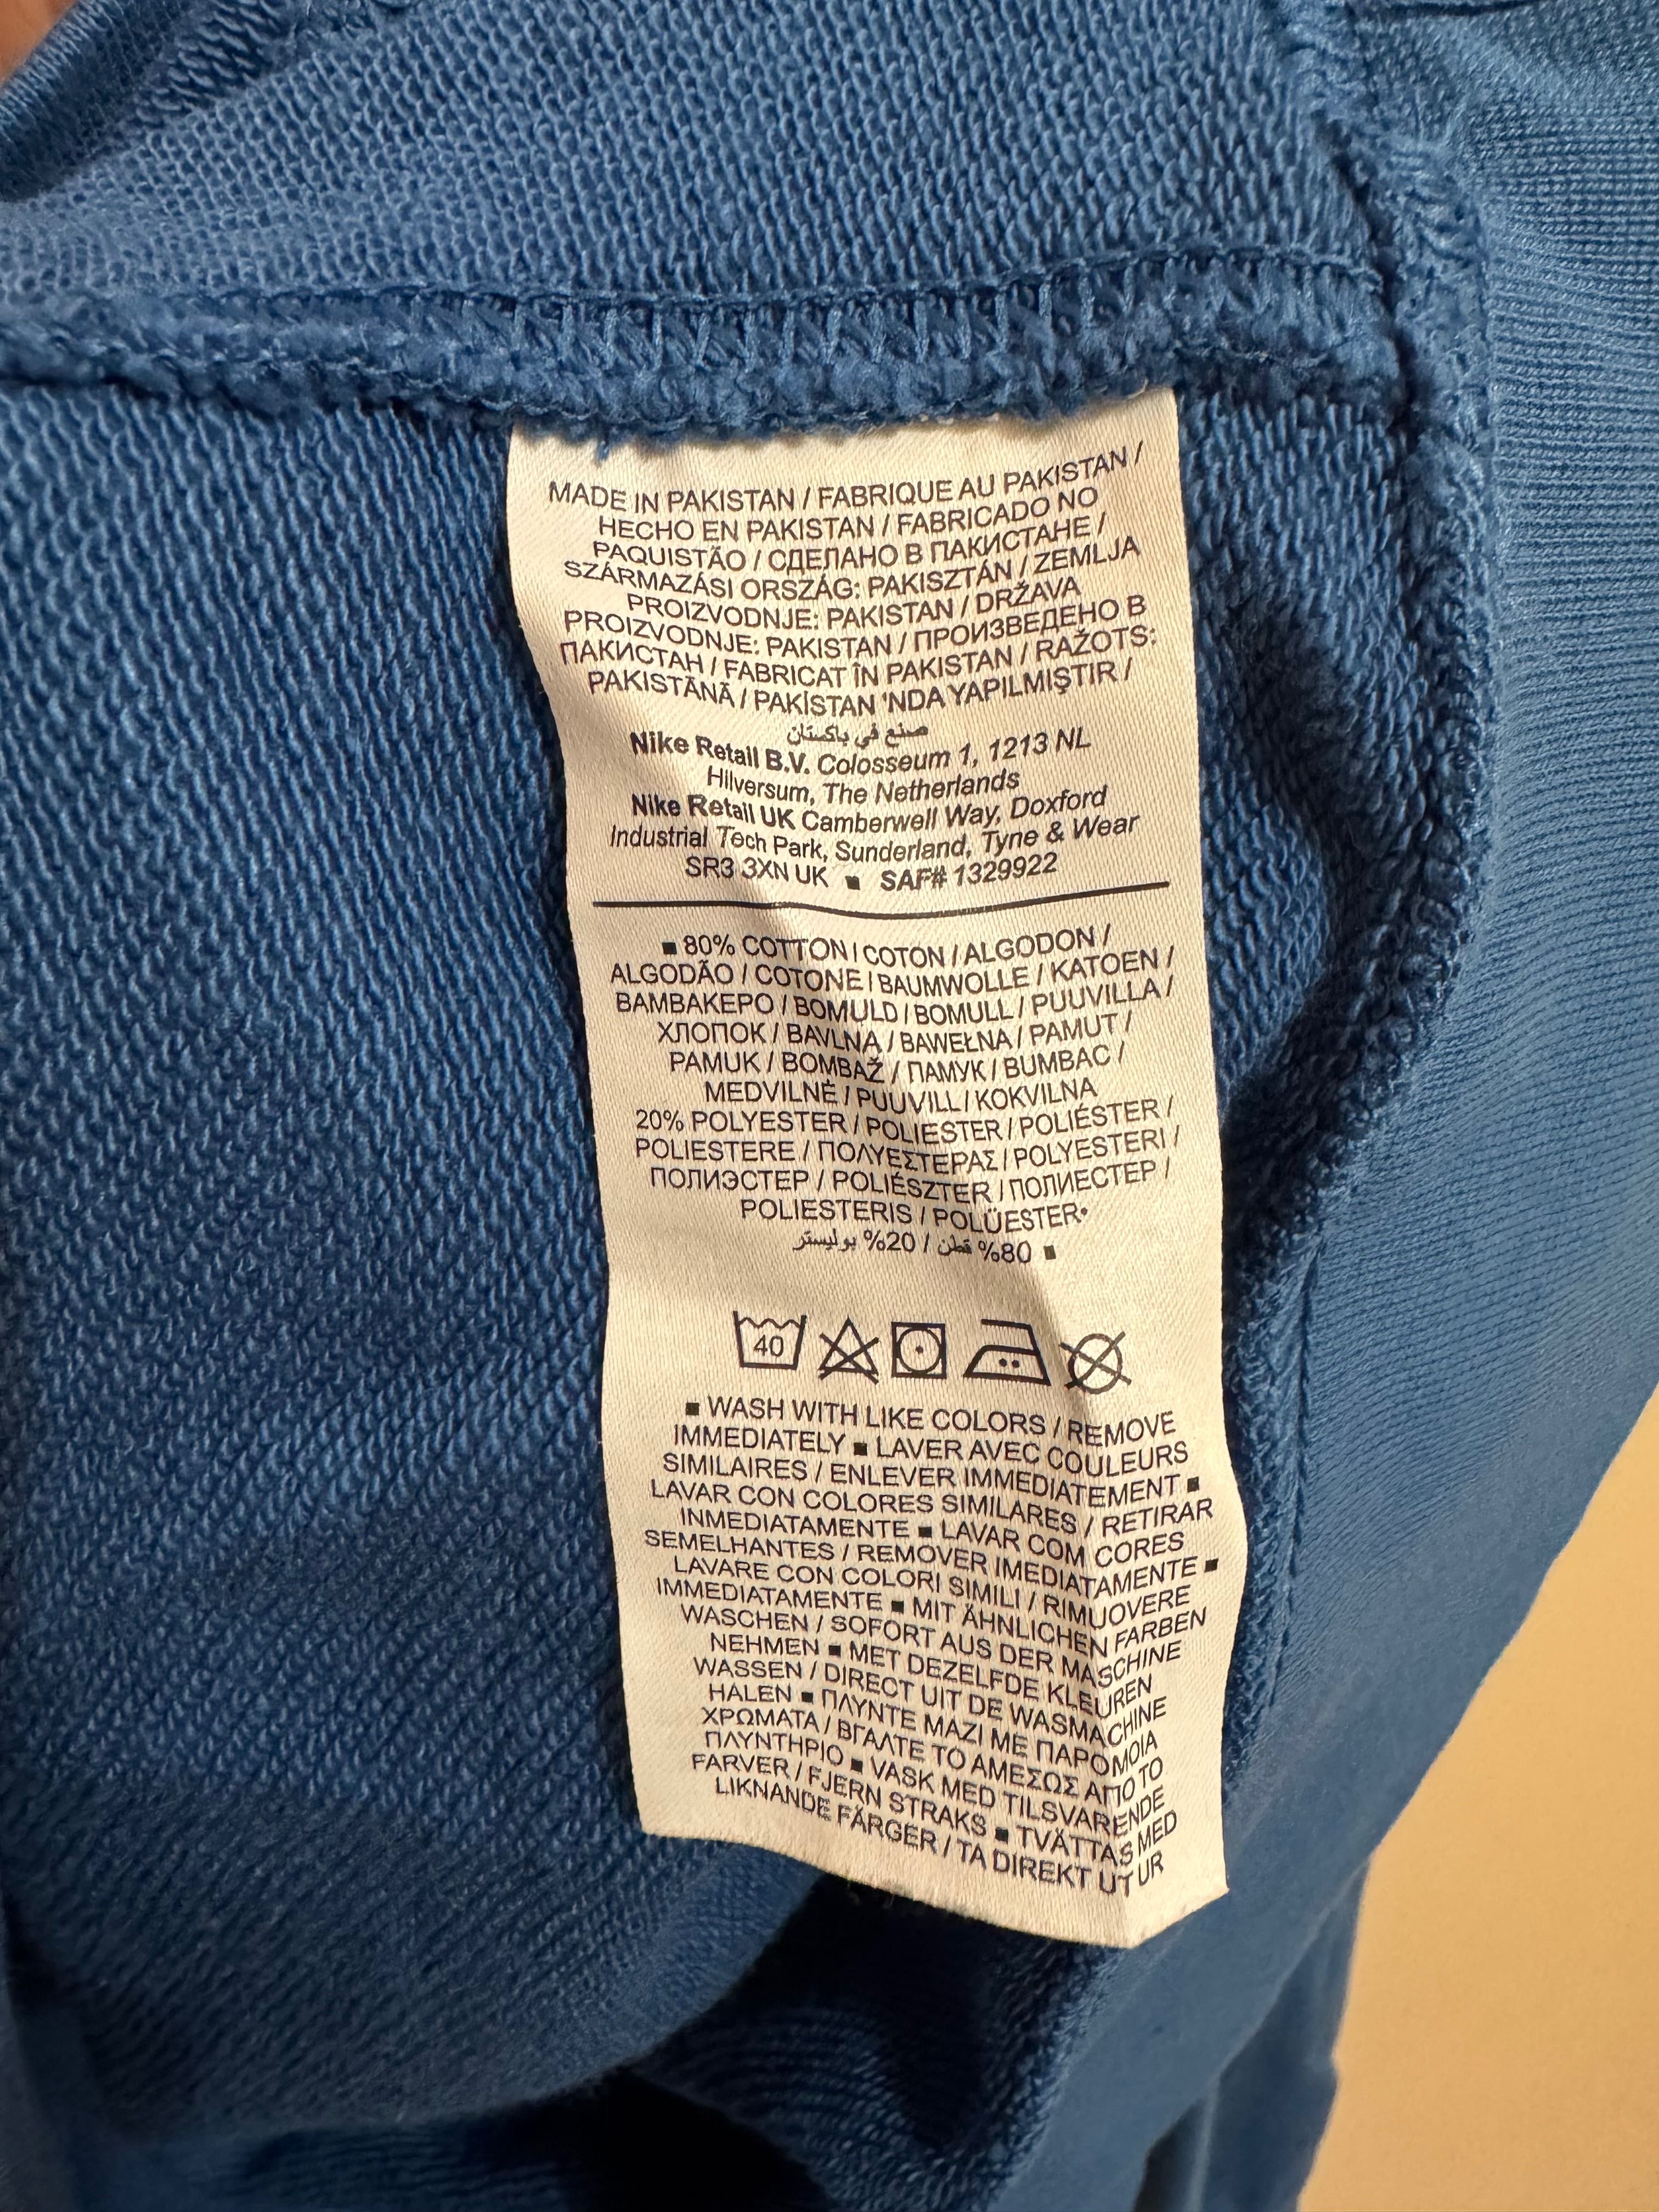 MADE IN PAKISTAN / FABRIQUE AU PAKISTAN /
HECHO EN PAKISTAN / FABRICADO NO
PAQUISTÃO / СДЕЛАНО В ПАКИСТАНЕ /
SZÁRMAZÁSI ORSZÁG: PAKISZTÁN / ZEMLJA
PROIZVODNJE: PAKISTAN / DRŽAVA
PROIZVODNJE: PAKISTAN / ПРОИЗВЕДЕНО В
ПАКИСТАН / FABRICAT ÎN PAKISTAN / RAŽOTS:
PAKISTĀNĀ / PAKİSTAN 'NDA YAPILMIŞTIR /
صنع في باكستان
Nike Retail B.V. Colosseum 1, 1213 NL
Hilversum, The Netherlands
Nike Retail UK Camberwell Way, Doxford
Industrial Tech Park, Sunderland, Tyne & Wear
SR3 3XN UK ▪ SAF# 1329922
▪ 80% COTTON / COTON / ALGODON /
ALGODÃO / COTONE / BAUMWOLLE / KATOEN /
ΒΑΜΒΑΚΕΡΟ / BOMULD / BOMULL / PUUVILLA /
ХЛОПОК / BAVLNA / BAWEŁNA / PAMUT /
PAMUK / BOMBAŽ / ПАМУК / BUMBAC /
MEDVILNĖ / PUUVILL / KOKVILNA
20% POLYESTER / POLIESTER / POLIÉSTER /
POLIESTERE / ΠΟΛΥΕΣΤΕΡΑΣ / POLYESTERI /
ПОЛИЭСТЕР / POLIÉSZTER / ПОЛИЕСТЕР /
POLIESTERIS / POLÜESTER▪
▪ 80% قطن / 20% بوليستر
40
▪ WASH WITH LIKE COLORS / REMOVE
IMMEDIATELY ▪ LAVER AVEC COULEURS
SIMILAIRES / ENLEVER IMMEDIATEMENT ▪
LAVAR CON COLORES SIMILARES / RETIRAR
INMEDIATAMENTE ▪ LAVAR COM CORES
SEMELHANTES / REMOVER IMEDIATAMENTE ▪
LAVARE CON COLORI SIMILI / RIMUOVERE
IMMEDIATAMENTE ▪ MIT ÄHNLICHEN FARBEN
WASCHEN / SOFORT AUS DER MASCHINE
NEHMEN ▪ MET DEZELFDE KLEUREN
WASSEN / DIRECT UIT DE WASMACHINE
HALEN ▪ ΠΛΥΝΤΕ ΜΑΖΙ ΜΕ ΠΑΡΟΜΟΙΑ
ΧΡΩΜΑΤΑ / ΒΓΑΛΤΕ ΤΟ ΑΜΕΣΩΣ ΑΠΟ ΤΟ
ΠΛΥΝΤΗΡΙΟ ▪ VASK MED TILSVARENDE
FARVER / FJERN STRAKS ▪ TVÄTTAS MED
LIKNANDE FÄRGER / TA DIREKT UT UR